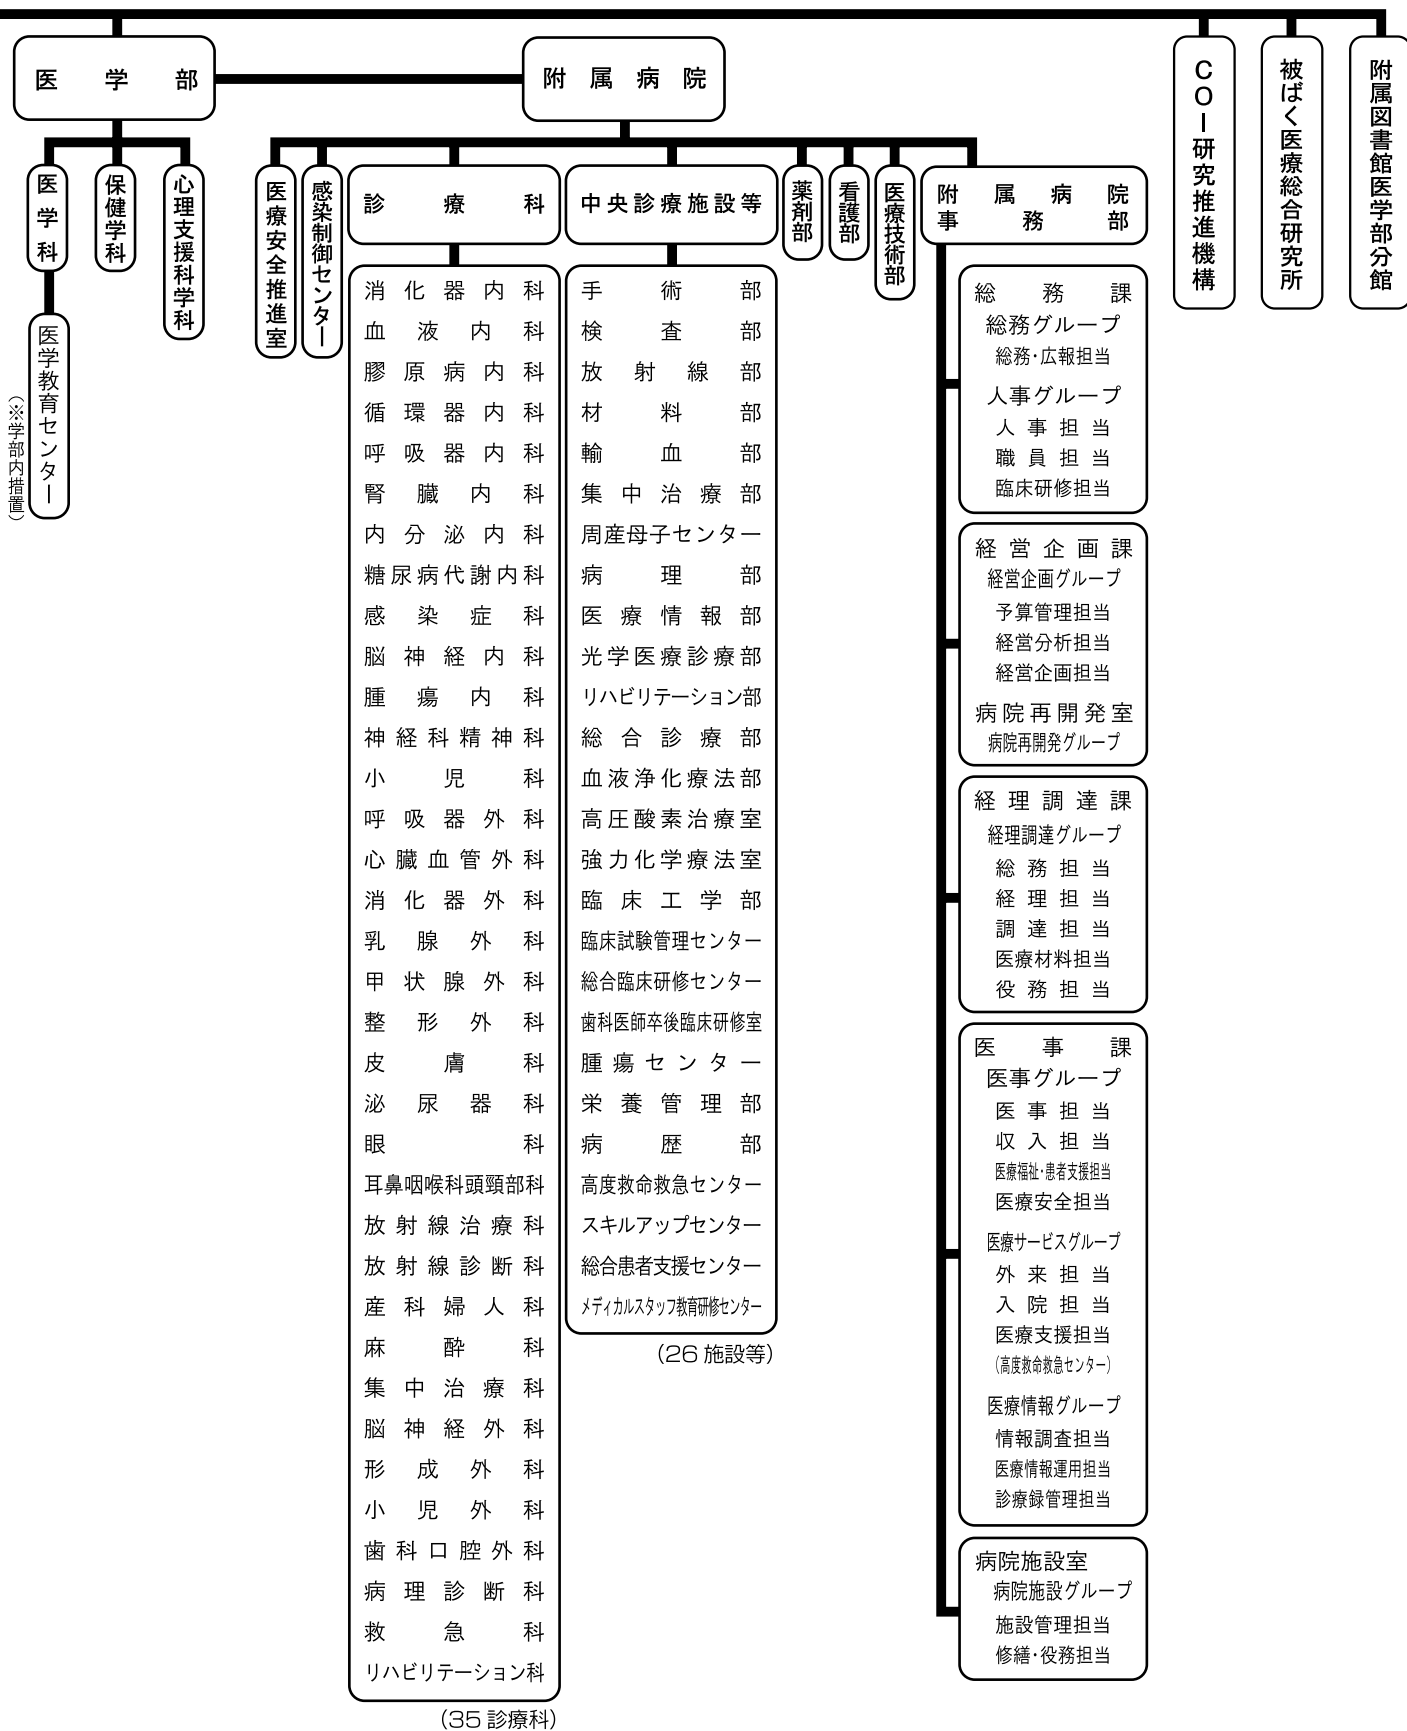 医学部
附属病院
COI研究推進機構
被ばく医療総合研究所
附属図書館医学部分館
医学科
保健学科
心理支援科学科
医学教育センター
（※学部内措置）
医療安全推進室
感染制御センター
診療科
消化器内科
血液内科
膠原病内科
循環器内科
呼吸器内科
腎臓内科
内分泌内科
糖尿病代謝内科
感染症科
脳神経内科
腫瘍内科
神経科精神科
小児科
呼吸器外科
心臓血管外科
消化器外科
乳腺外科
甲状腺外科
整形外科
皮膚科
泌尿器科
眼科
耳鼻咽喉科頭頸部科
放射線治療科
放射線診断科
産科婦人科
麻酔科
集中治療科
脳神経外科
形成外科
小児外科
歯科口腔外科
病理診断科
救急科
リハビリテーション科
（35 診療科）
中央診療施設等
手術部
検査部
放射線部
材料部
輸血部
集中治療部
周産母子センター
病理部
医療情報部
光学医療診療部
リハビリテーション部
総合診療部
血液浄化療法部
高圧酸素治療室
強力化学療法室
臨床工学部
臨床試験管理センター
総合臨床研修センター
歯科医師卒後臨床研修室
腫瘍センター
栄養管理部
病歴部
高度救命救急センター
スキルアップセンター
総合患者支援センター
メディカルスタッフ教育研修センター
（26 施設等）
薬剤部
看護部
医療技術部
附属病院
事務部
総務課
総務グループ
総務・広報担当
人事グループ
人事担当
職員担当
臨床研修担当
経営企画課
経営企画グループ
予算管理担当
経営分析担当
経営企画担当
病院再開発室
病院再開発グループ
経理調達課
経理調達グループ
総務担当
経理担当
調達担当
医療材料担当
役務担当
医事課
医事グループ
医事担当
収入担当
医療福祉・患者支援担当
医療安全担当
医療サービスグループ
外来担当
入院担当
医療支援担当
（高度救命救急センター）
医療情報グループ
情報調査担当
医療情報運用担当
診療録管理担当
病院施設室
病院施設グループ
施設管理担当
修繕・役務担当